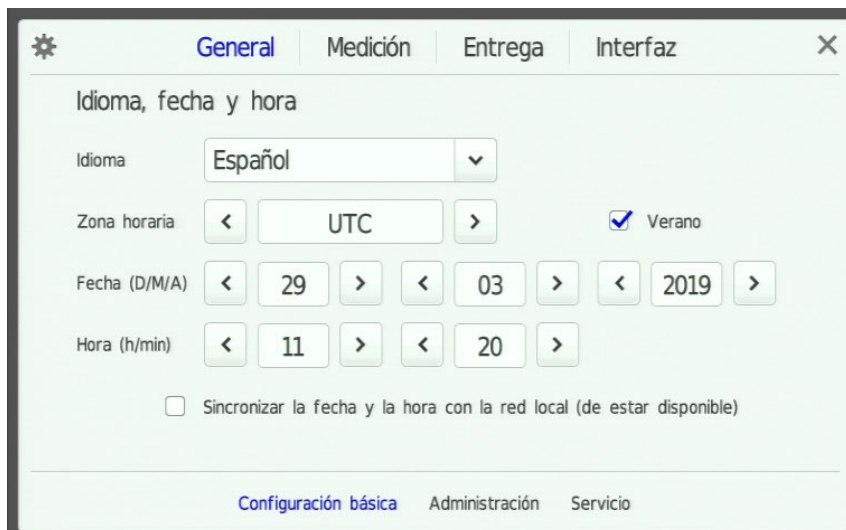 General Medición Entrega Interfaz
Idioma, fecha y hora
Idioma Español
Zona horaria UTC Verano
Fecha (D/M/A) 29 03 2019
Hora (h/min) 11 20
Sincronizar la fecha y la hora con la red local (de estar disponible)
Configuración básica Administración Servicio